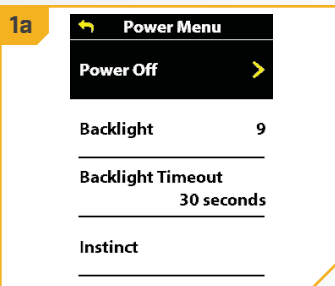 1a
Power Menu
Power Off
Backlight 9
Backlight Timeout
30 seconds
Instinct